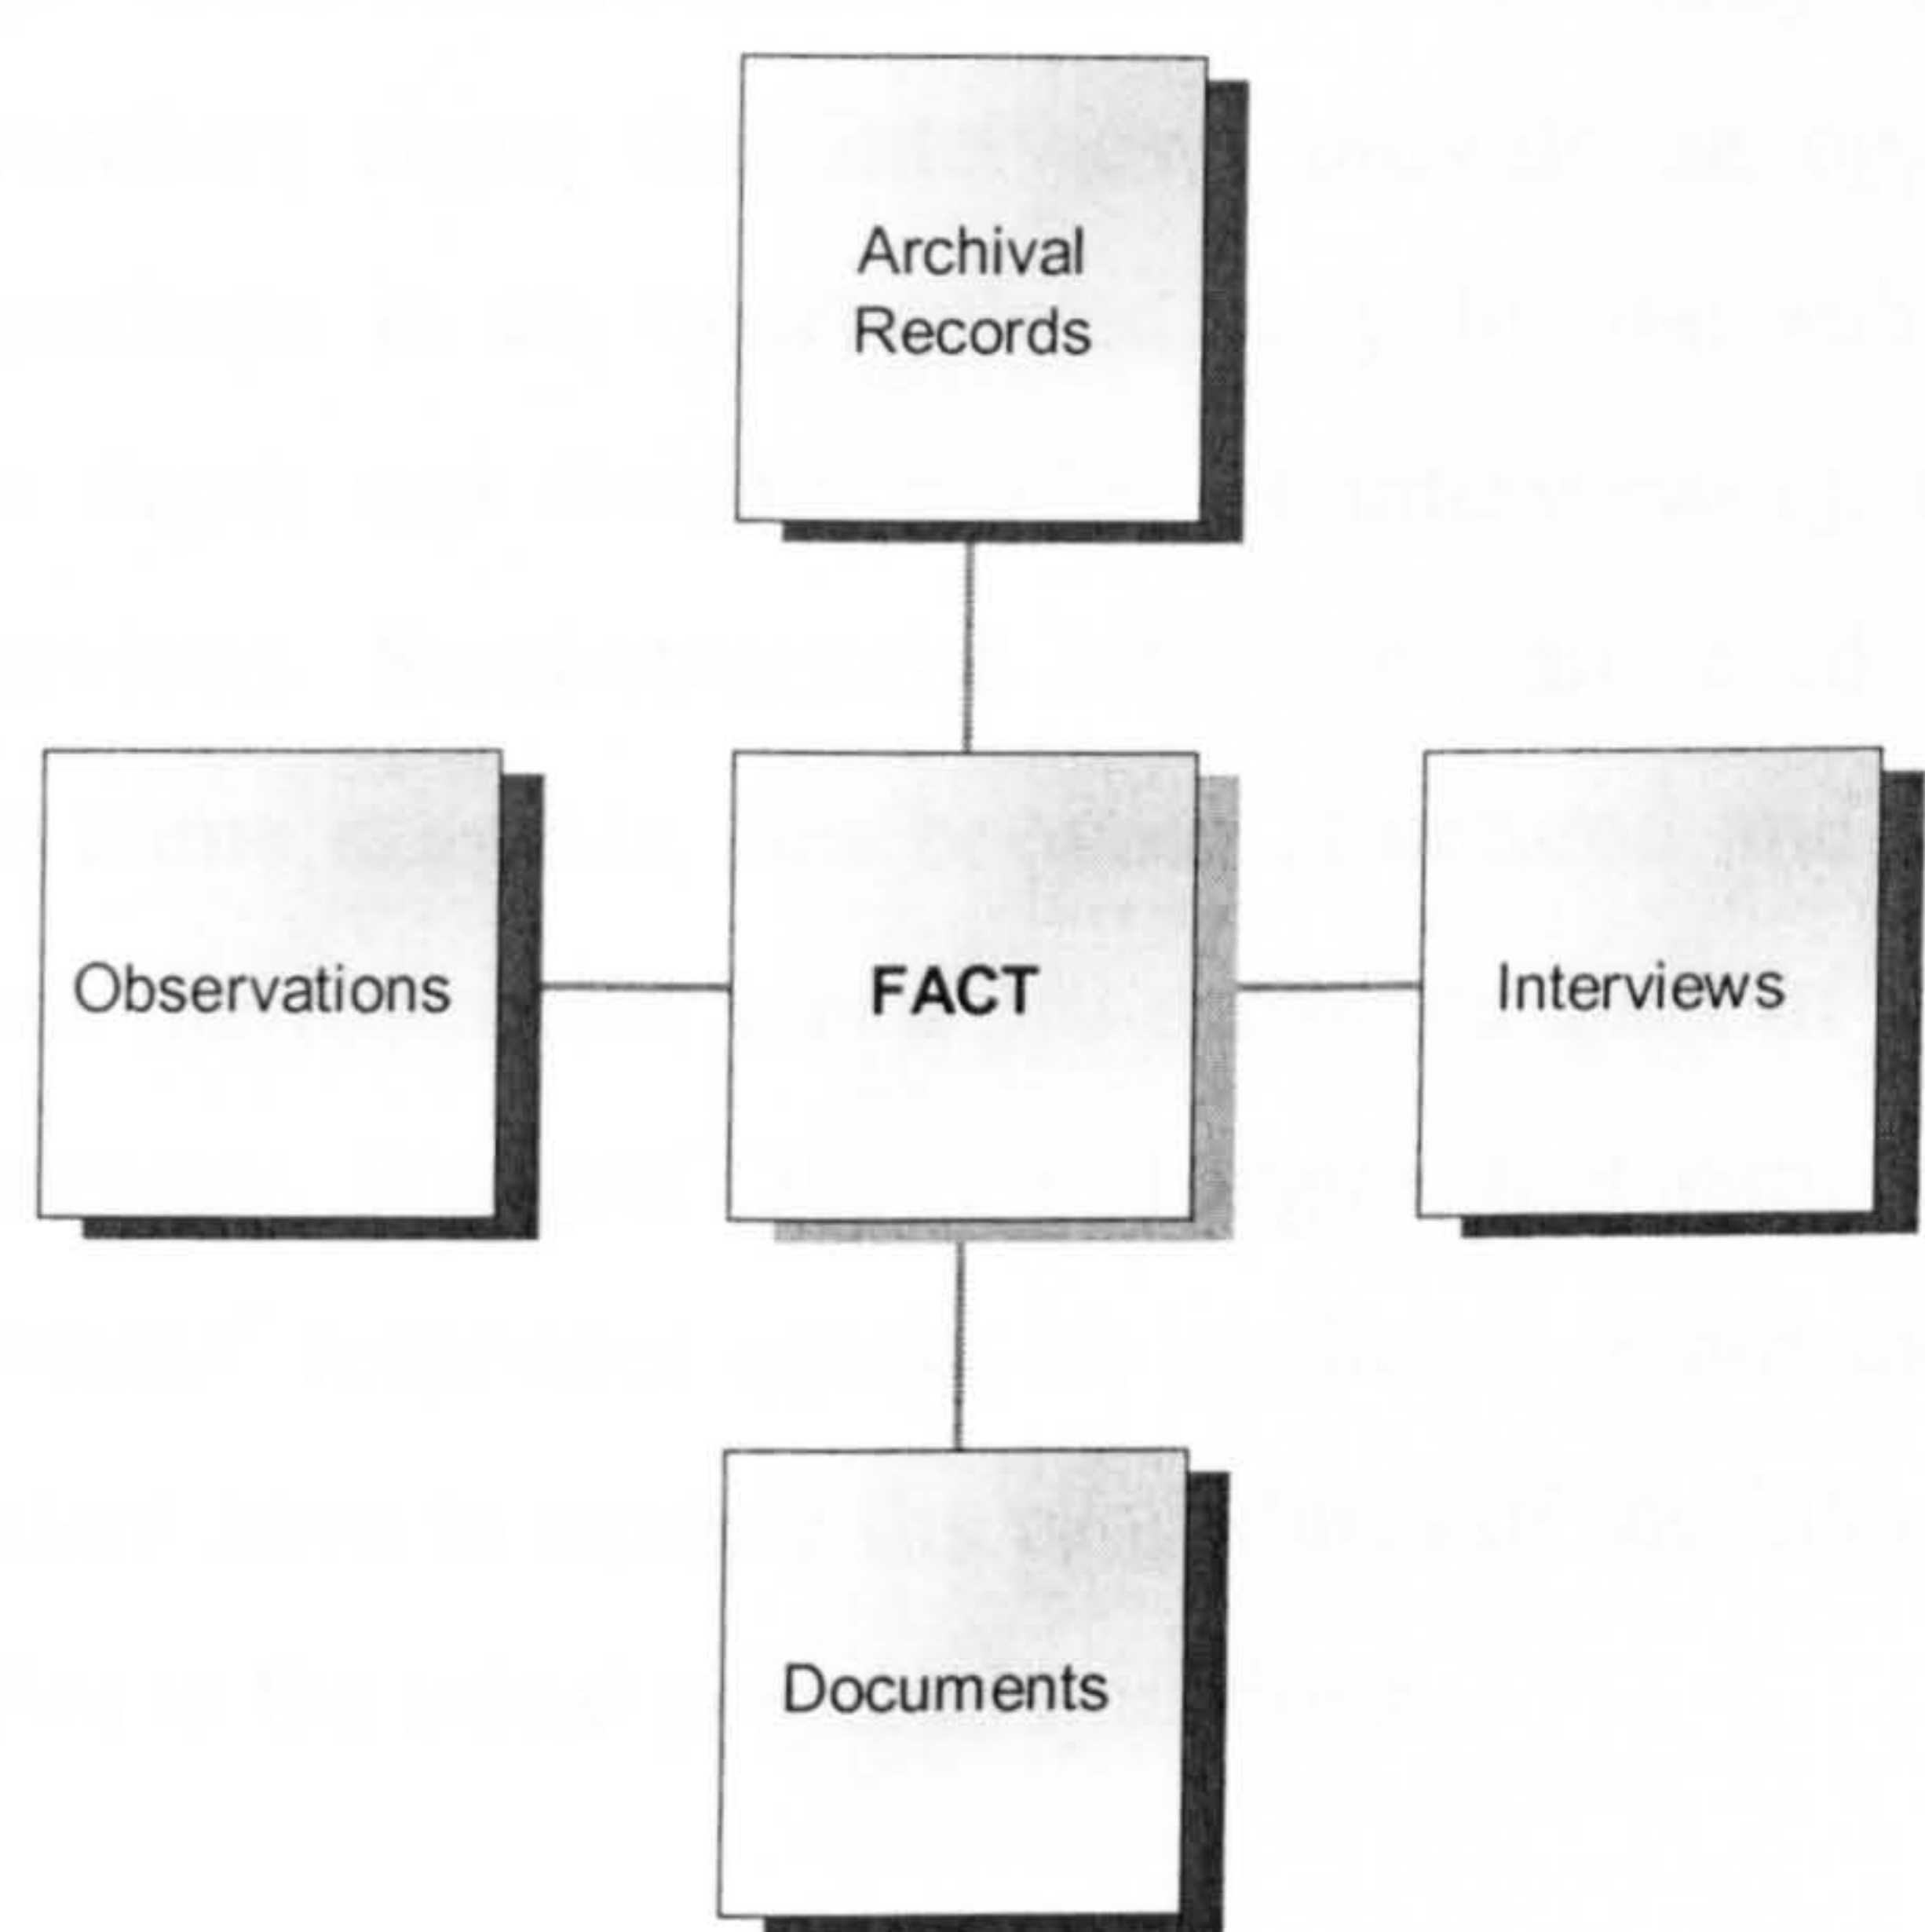 Archival
Records
Observations
FACT
Interviews
Documents